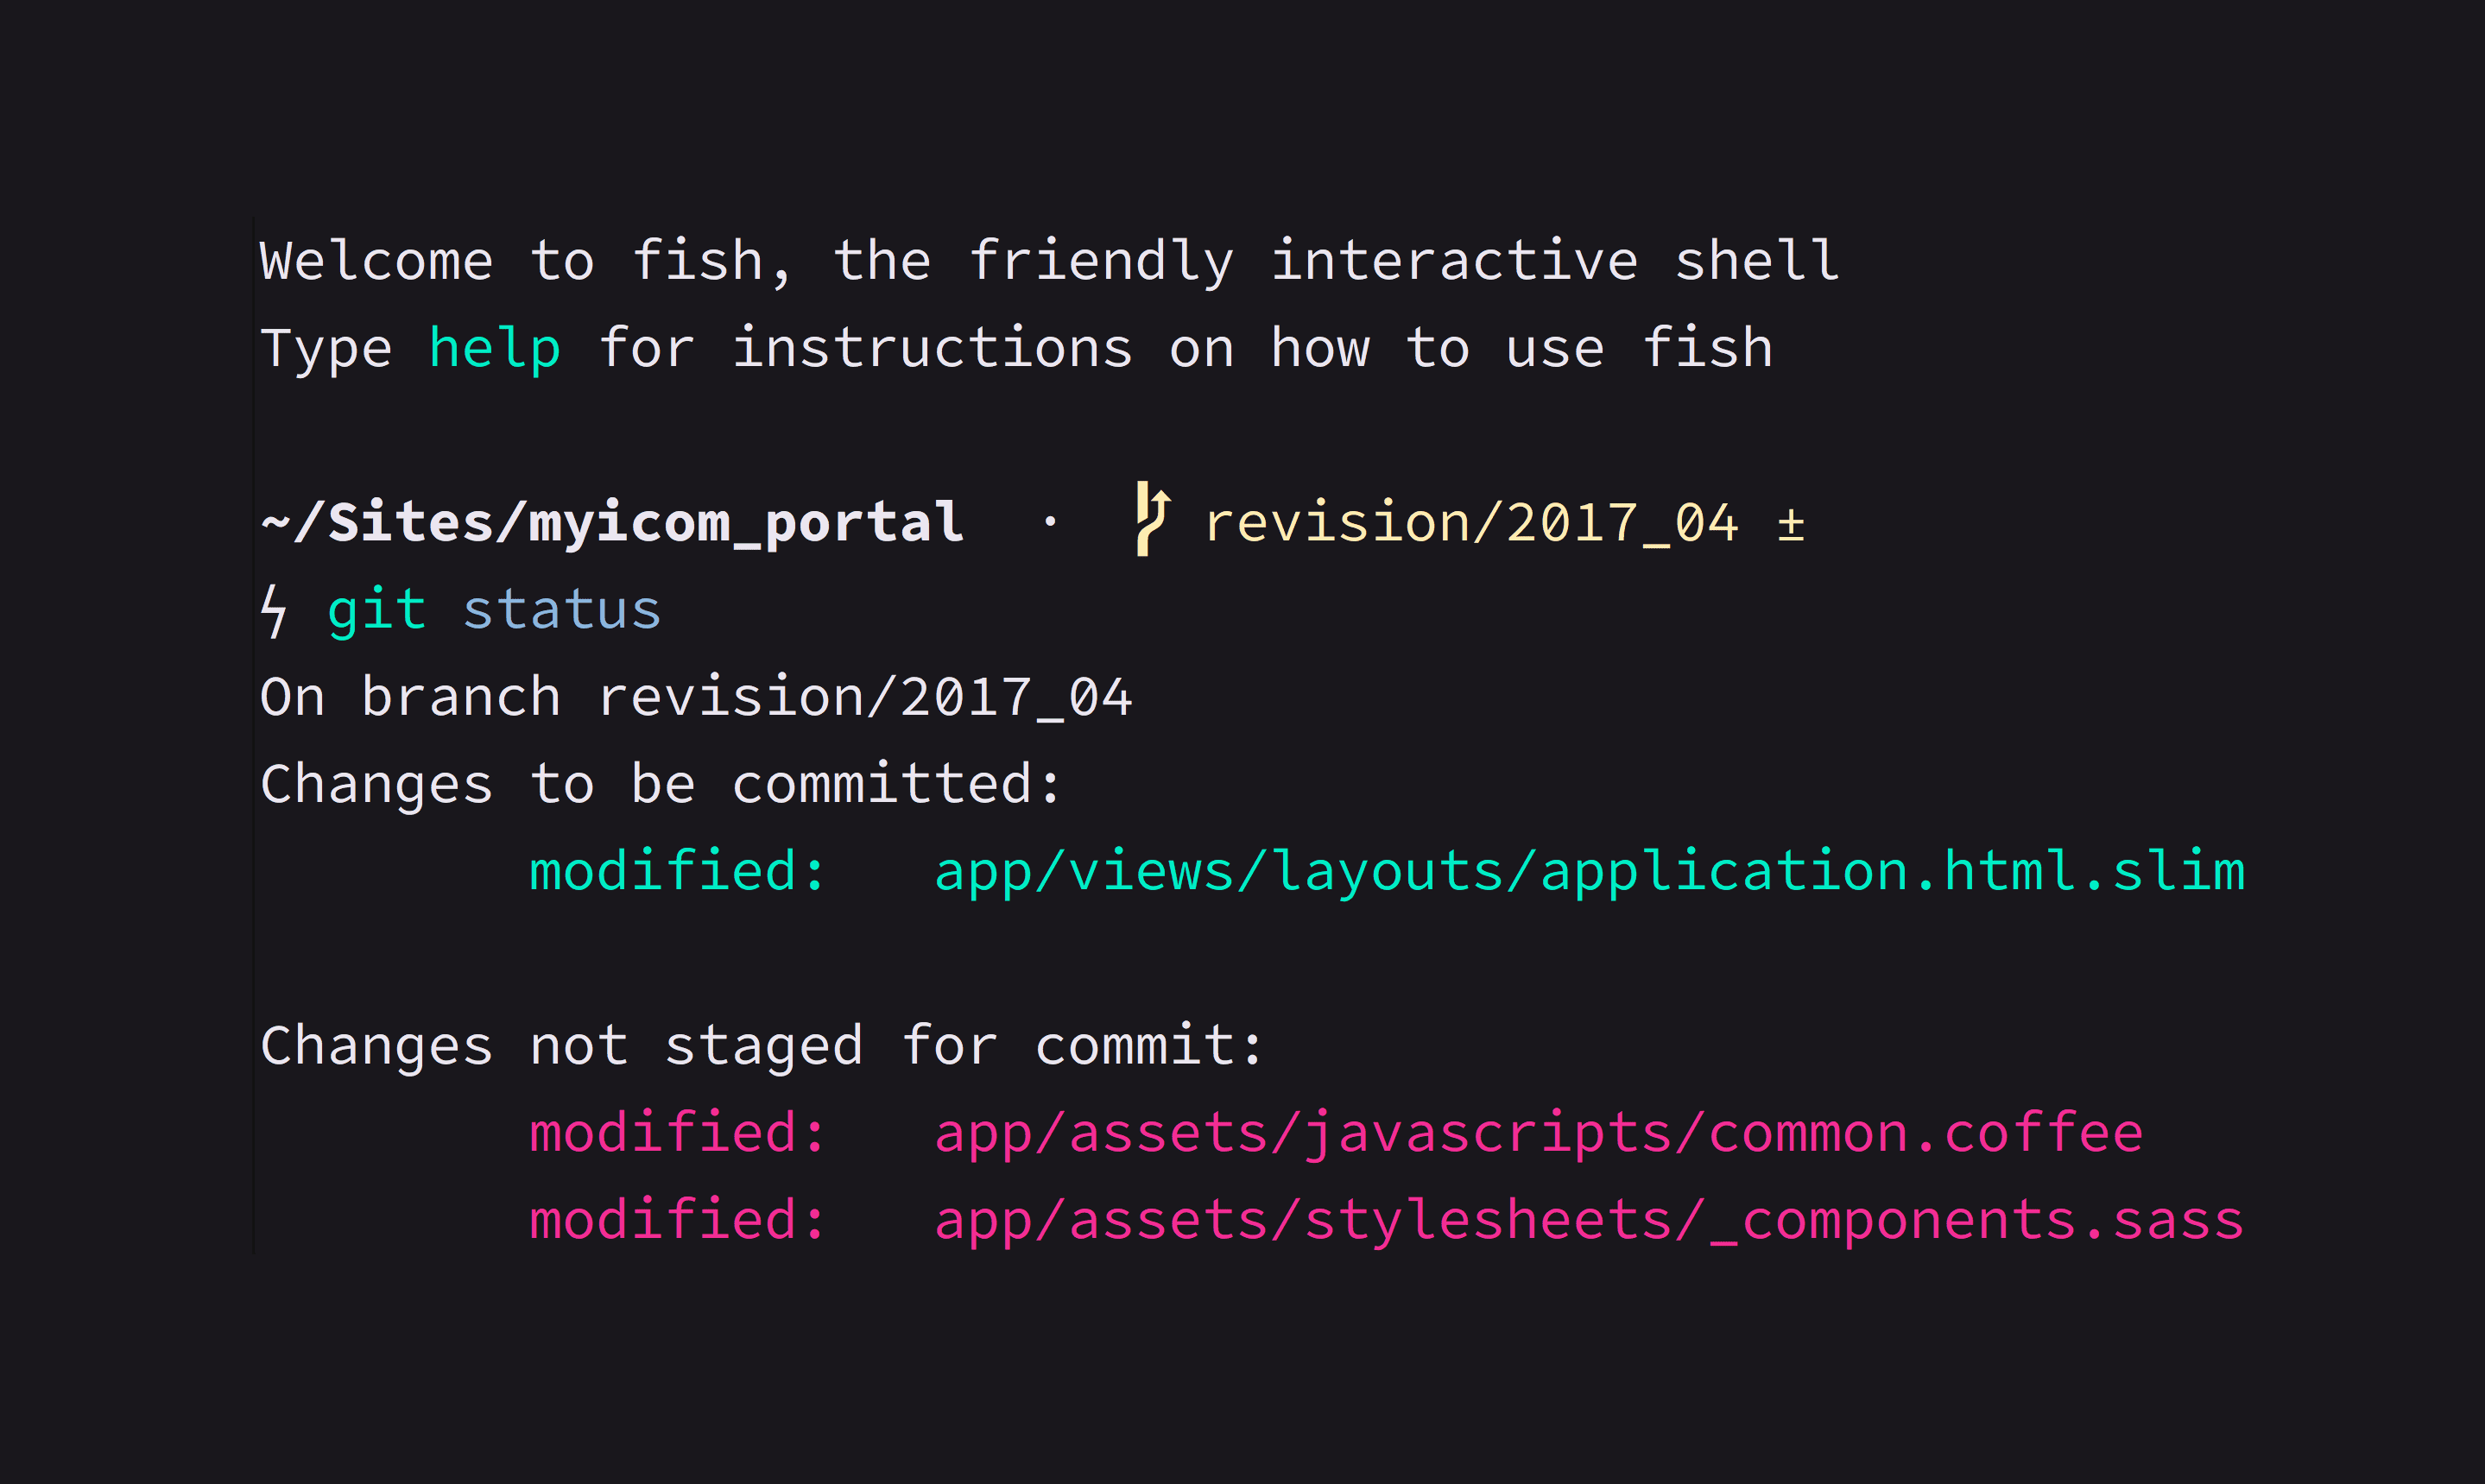 Welcome to fish, the friendly interactive shell
Type help for instructions on how to use fish
~/Sites/myicom_portal  ·   revision/2017_04 ±
ϟ git status
On branch revision/2017_04
Changes to be committed:
        modified:   app/views/layouts/application.html.slim
Changes not staged for commit:
        modified:   app/assets/javascripts/common.coffee
        modified:   app/assets/stylesheets/_components.sass